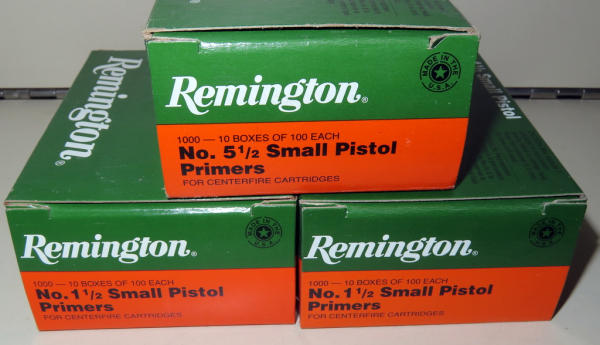 Remington®
MADE IN THE
U.S.A.
1000 — 10 BOXES OF 100 EACH
No. 5 1/2 Small Pistol
Primers
FOR CENTERFIRE CARTRIDGES
Remington®
Small Pistol
Remington®
MADE IN THE
U.S.A.
1000 — 10 BOXES OF 100 EACH
No. 1 1/2 Small Pistol
Primers
FOR CENTERFIRE CARTRIDGES
Remington®
MADE IN THE
U.S.A.
1000 — 10 BOXES OF 100 EACH
No. 1 1/2 Small Pistol
Primers
FOR CENTERFIRE CARTRIDGES